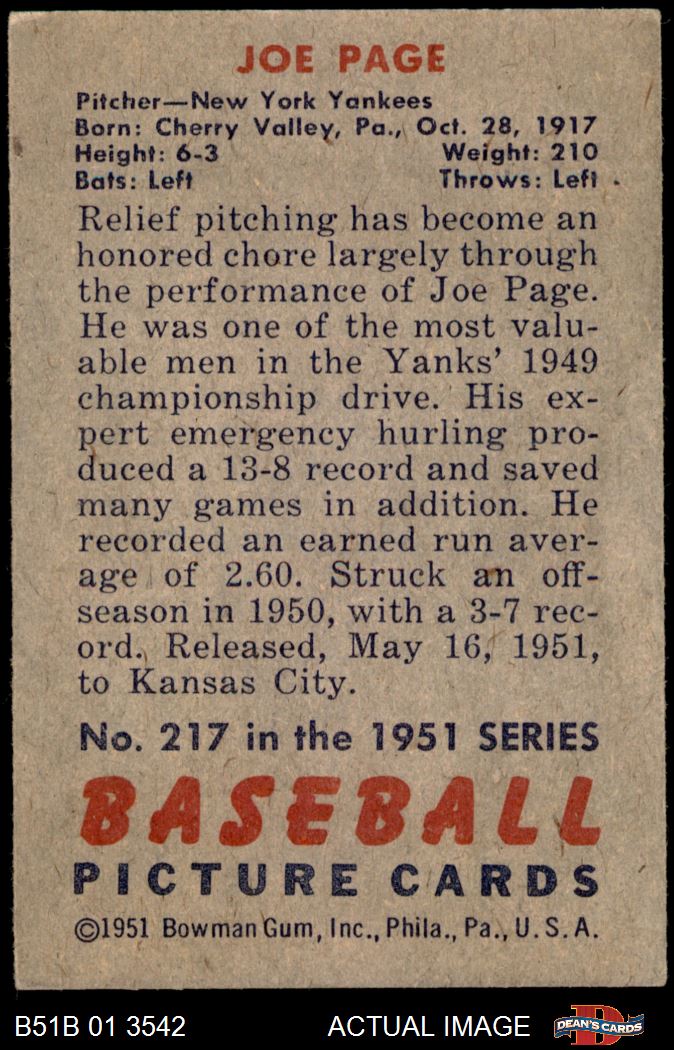 JOE PAGE
Pitcher—New York Yankees
Born: Cherry Valley, Pa., Oct. 28, 1917
Height: 6-3 Weight: 210
Bats: Left Throws: Left
Relief pitching has become an
honored chore largely through
the performance of Joe Page.
He was one of the most valu-
able men in the Yanks' 1949
championship drive. His ex-
pert emergency hurling pro-
duced a 13-8 record and saved
many games in addition. He
recorded an earned run aver-
age of 2.60. Struck an off-
season in 1950, with a 3-7 rec-
ord. Released, May 16, 1951,
to Kansas City.
No. 217 in the 1951 SERIES
BASEBALL
PICTURE CARDS
©1951 Bowman Gum, Inc., Phila., Pa., U. S. A.
B51B 01 3542 ACTUAL IMAGE DEAN'S CARDS